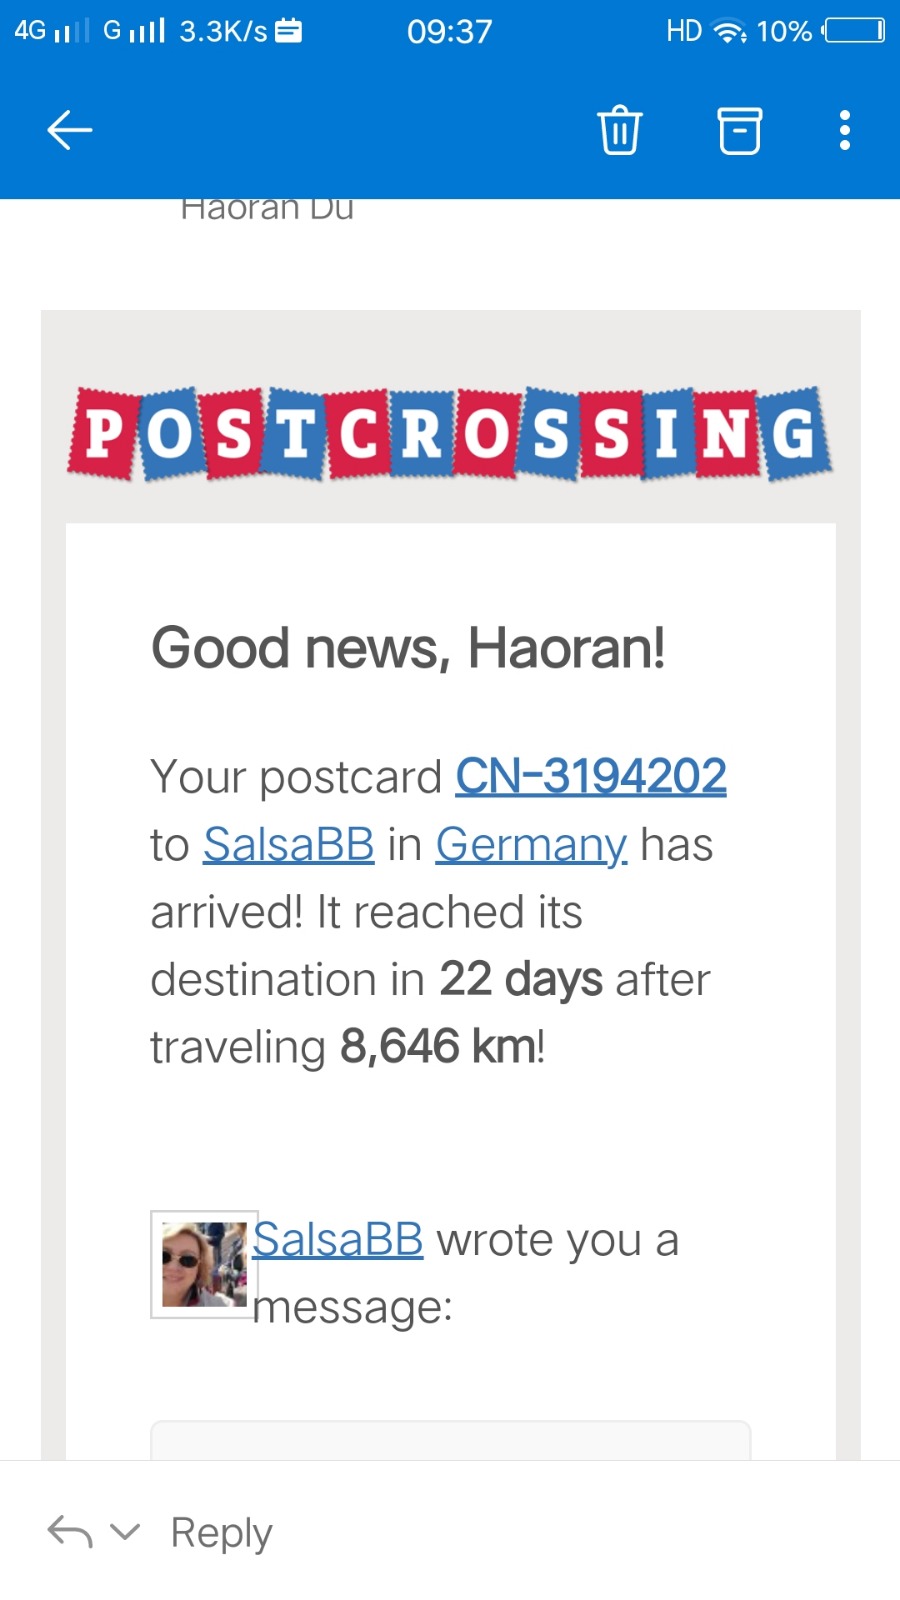 4G G 3.3K/s 09:37 HD 10%
Haoran Du
POSTCROSSING
Good news, Haoran!
Your postcard CN-3194202
to SalsaBB in Germany has
arrived! It reached its
destination in 22 days after
traveling 8,646 km!
SalsaBB wrote you a
message:
Reply